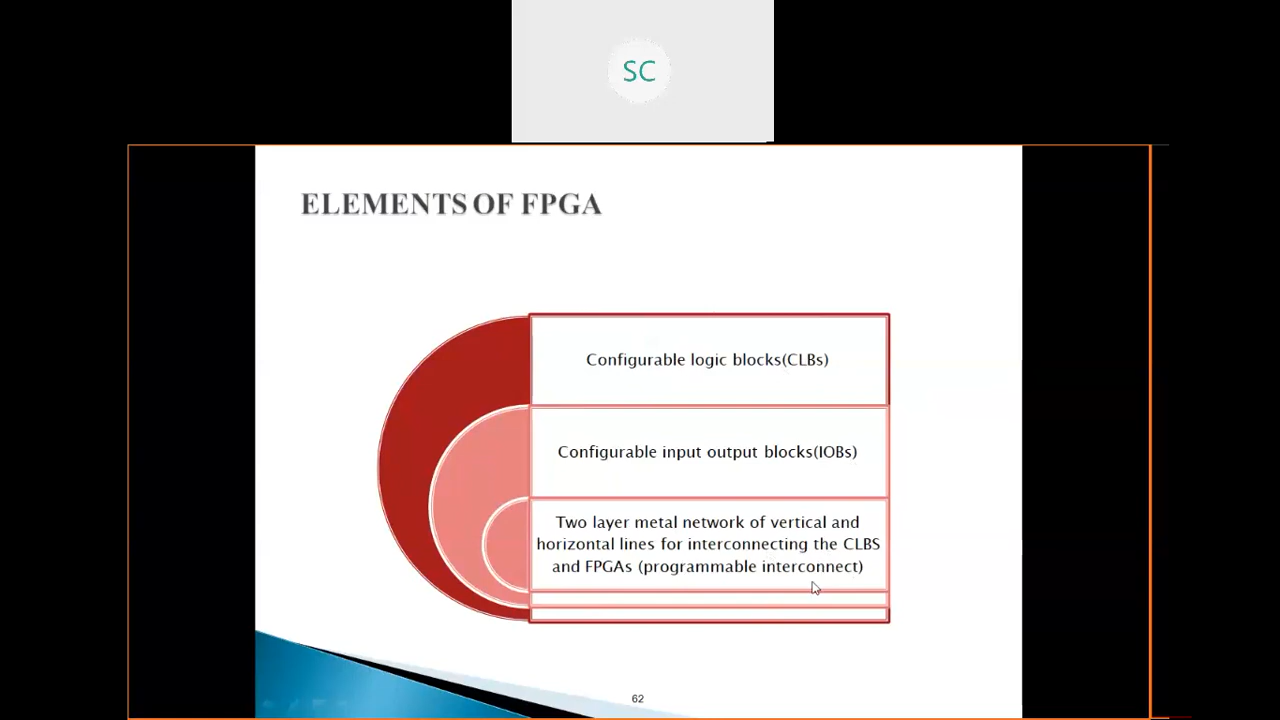 SC
ELEMENTS OF FPGA
Configurable logic blocks(CLBs)
Configurable input output blocks(IOBs)
Two layer metal network of vertical and
horizontal lines for interconnecting the CLBS
and FPGAs (programmable interconnect)
62